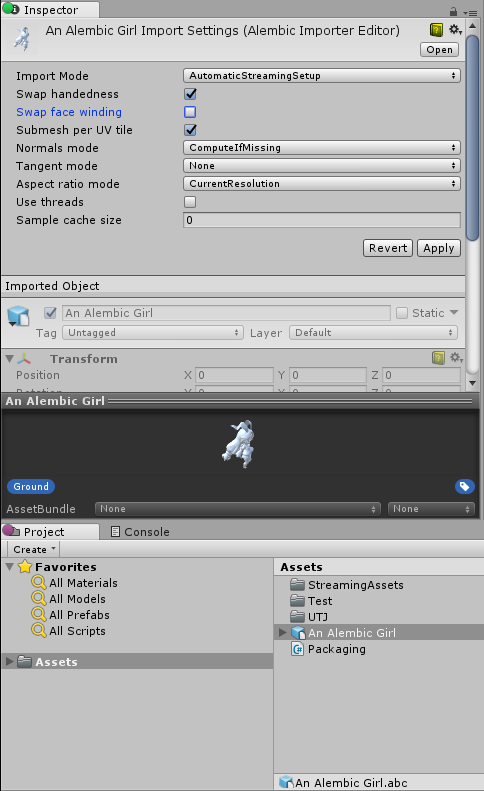 Inspector
An Alembic Girl Import Settings (Alembic Importer Editor)
Open
Import Mode AutomaticStreamingSetup
Swap handedness
Swap face winding
Submesh per UV tile
Normals mode ComputeIfMissing
Tangent mode None
Aspect ratio mode CurrentResolution
Use threads
Sample cache size 0
Revert Apply
Imported Object
An Alembic Girl Static
Tag Untagged Layer Default
Transform
Position X 0 Y 0 Z 0
Rotation X 0 Y 0 Z 0
An Alembic Girl
Ground
AssetBundle None None
Project Console
Create
Favorites
All Materials
All Models
All Prefabs
All Scripts
Assets
Assets
StreamingAssets
Test
UTJ
An Alembic Girl
Packaging
An Alembic Girl.abc